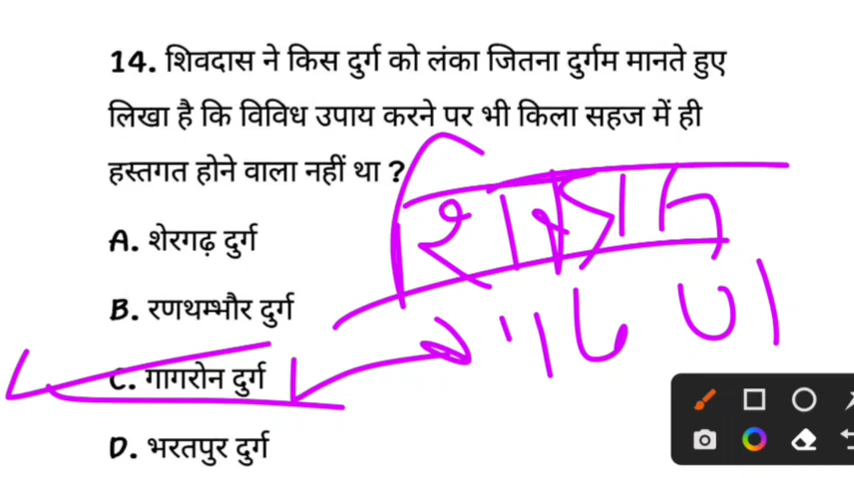 14. शिवदास ने किस दुर्ग को लंका जितना दुर्गम मानते हुए
लिखा है कि विविध उपाय करने पर भी किला सहज में ही
हस्तगत होने वाला नहीं था ?
A. शेरगढ़ दुर्ग
B. रणथम्भौर दुर्ग
C. गागरोन दुर्ग
D. भरतपुर दुर्ग